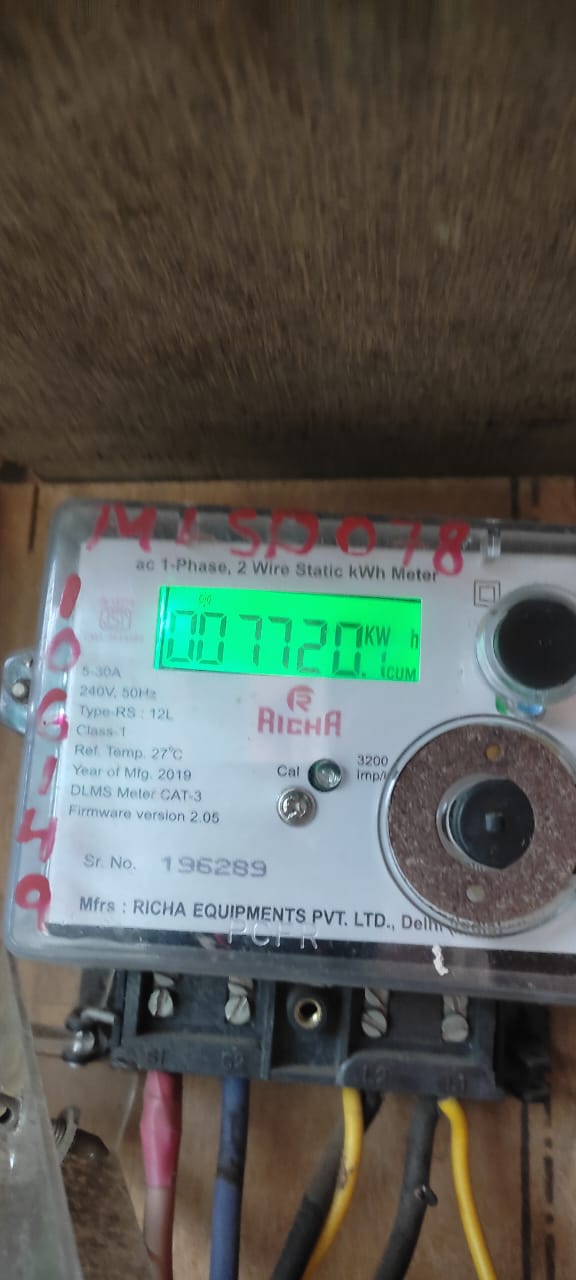 MLSD078
ac 1-Phase, 2 Wire Static kWh Meter
007720. KW h
CUM
106149
5-30A
240V, 50Hz
Type-RS : 12L
Class-1
Ref. Temp. 27°C
Year of Mfg. 2019
DLMS Meter CAT-3
Firmware version 2.05
RICHA
Cal
3200
imp/
Sr. No. 196289
Mfrs : RICHA EQUIPMENTS PVT. LTD.,